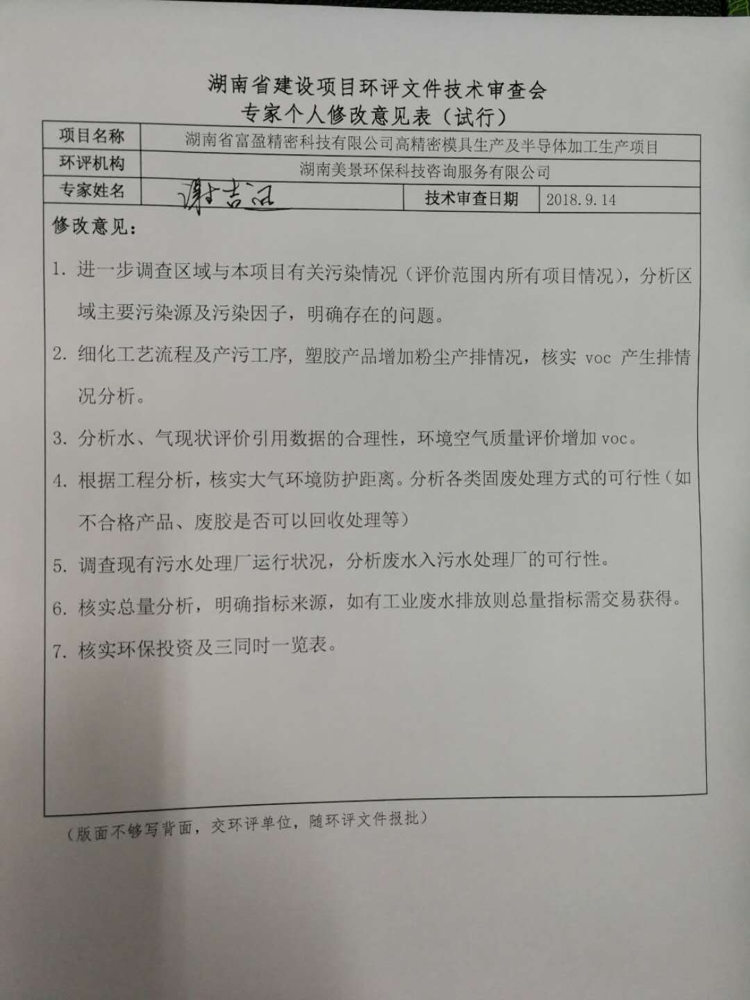 湖南省建设项目环评文件技术审查会
专家个人修改意见表（试行）
项目名称 湖南省富盈精密科技有限公司高精密模具生产及半导体加工生产项目
环评机构 湖南美景环保科技咨询服务有限公司
专家姓名 谢吉 技术审查日期 2018.9.14
修改意见：
1. 进一步调查区域与本项目有关污染情况（评价范围内所有项目情况），分析区
域主要污染源及污染因子，明确存在的问题。
2. 细化工艺流程及产污工序，塑胶产品增加粉尘产排情况，核实 voc 产生排情
况分析。
3. 分析水、气现状评价引用数据的合理性，环境空气质量评价增加 voc。
4. 根据工程分析，核实大气环境防护距离。分析各类固废处理方式的可行性（如
不合格产品、废胶是否可以回收处理等）
5. 调查现有污水处理厂运行状况，分析废水入污水处理厂的可行性。
6. 核实总量分析，明确指标来源，如有工业废水排放则总量指标需交易获得。
7. 核实环保投资及三同时一览表。
（版面不够写背面，交环评单位，随环评文件报批）